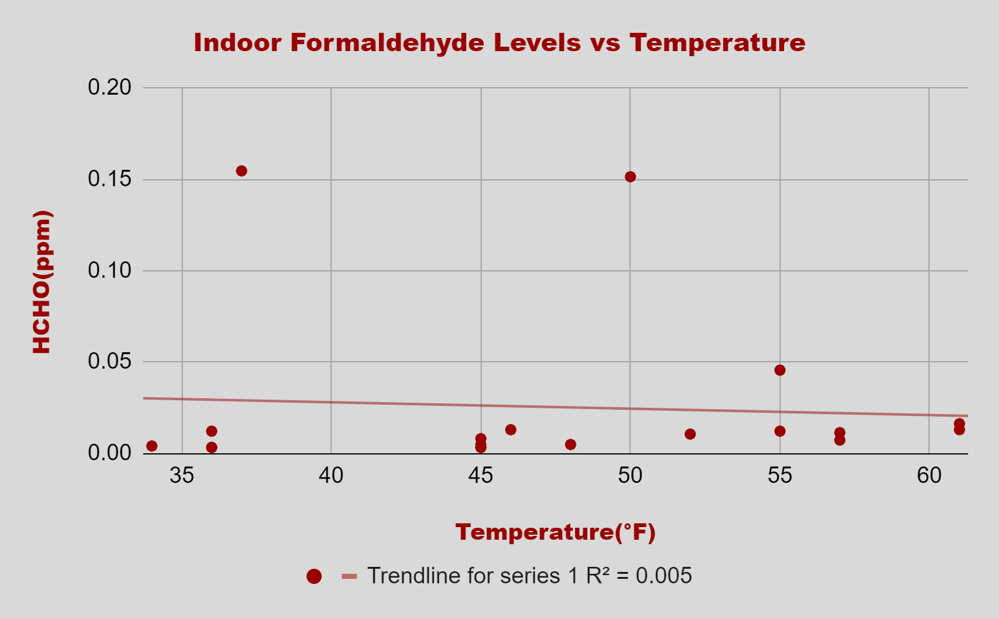 Indoor Formaldehyde Levels vs Temperature
HCHO(ppm)
0.20
0.15
0.10
0.05
0.00
35 40 45 50 55 60
Temperature(°F)
Trendline for series 1 R² = 0.005